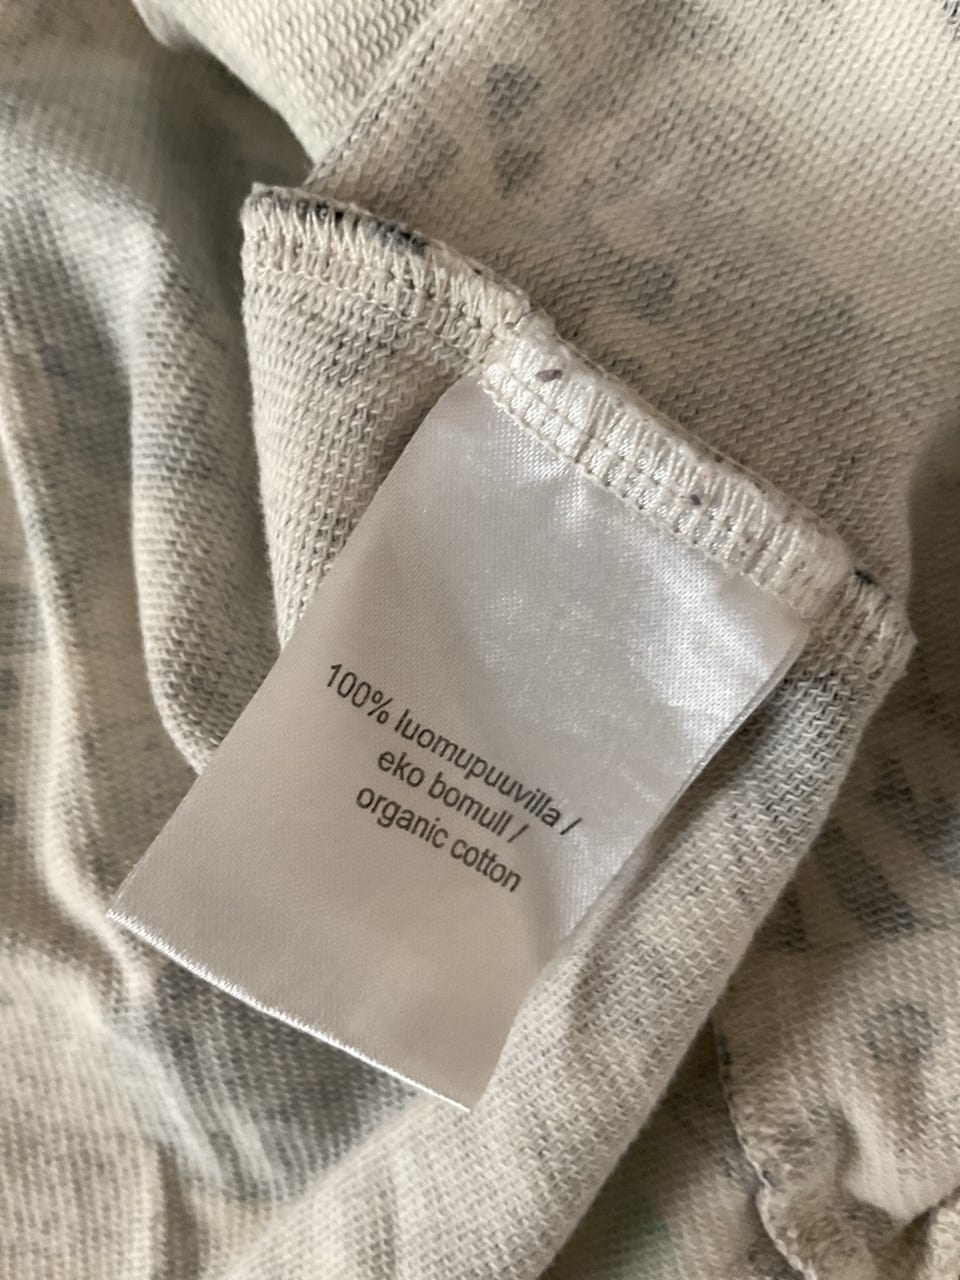 100% luomupuuvilla /
eko bomull /
organic cotton